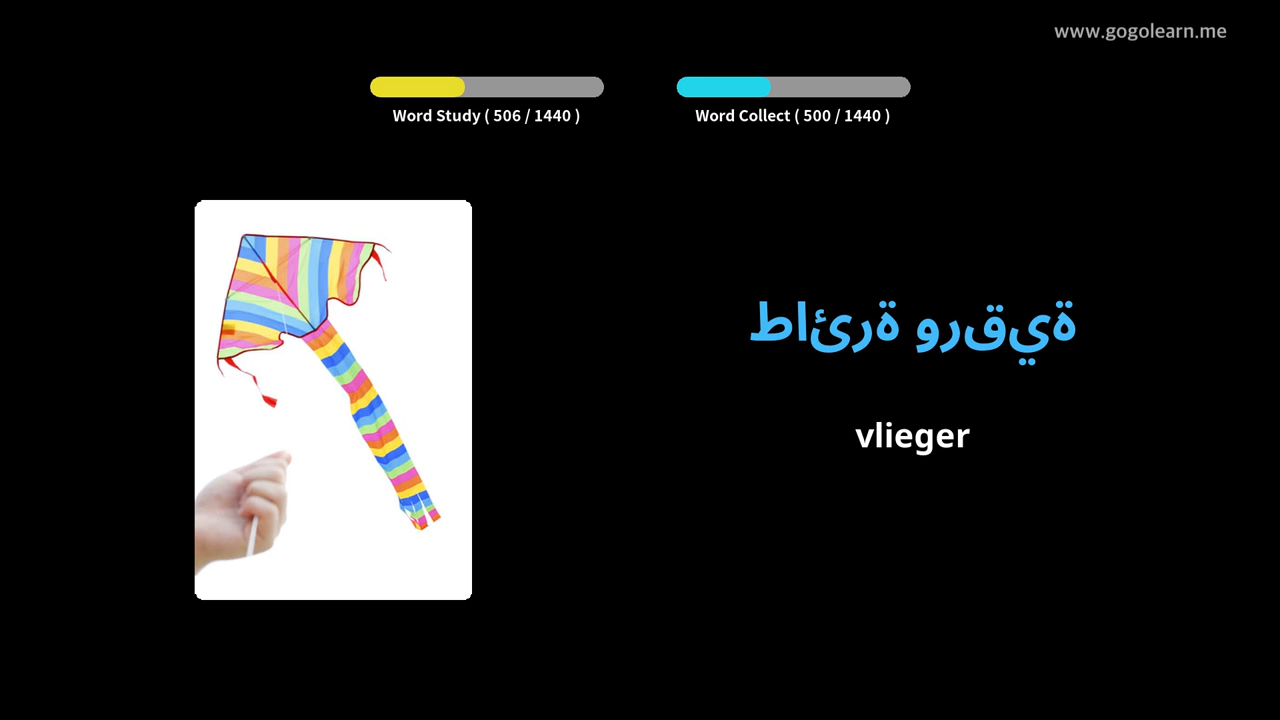 www.gogolearn.me
Word Study ( 506 / 1440 )
Word Collect ( 500 / 1440 )
طائرة ورقية
vlieger